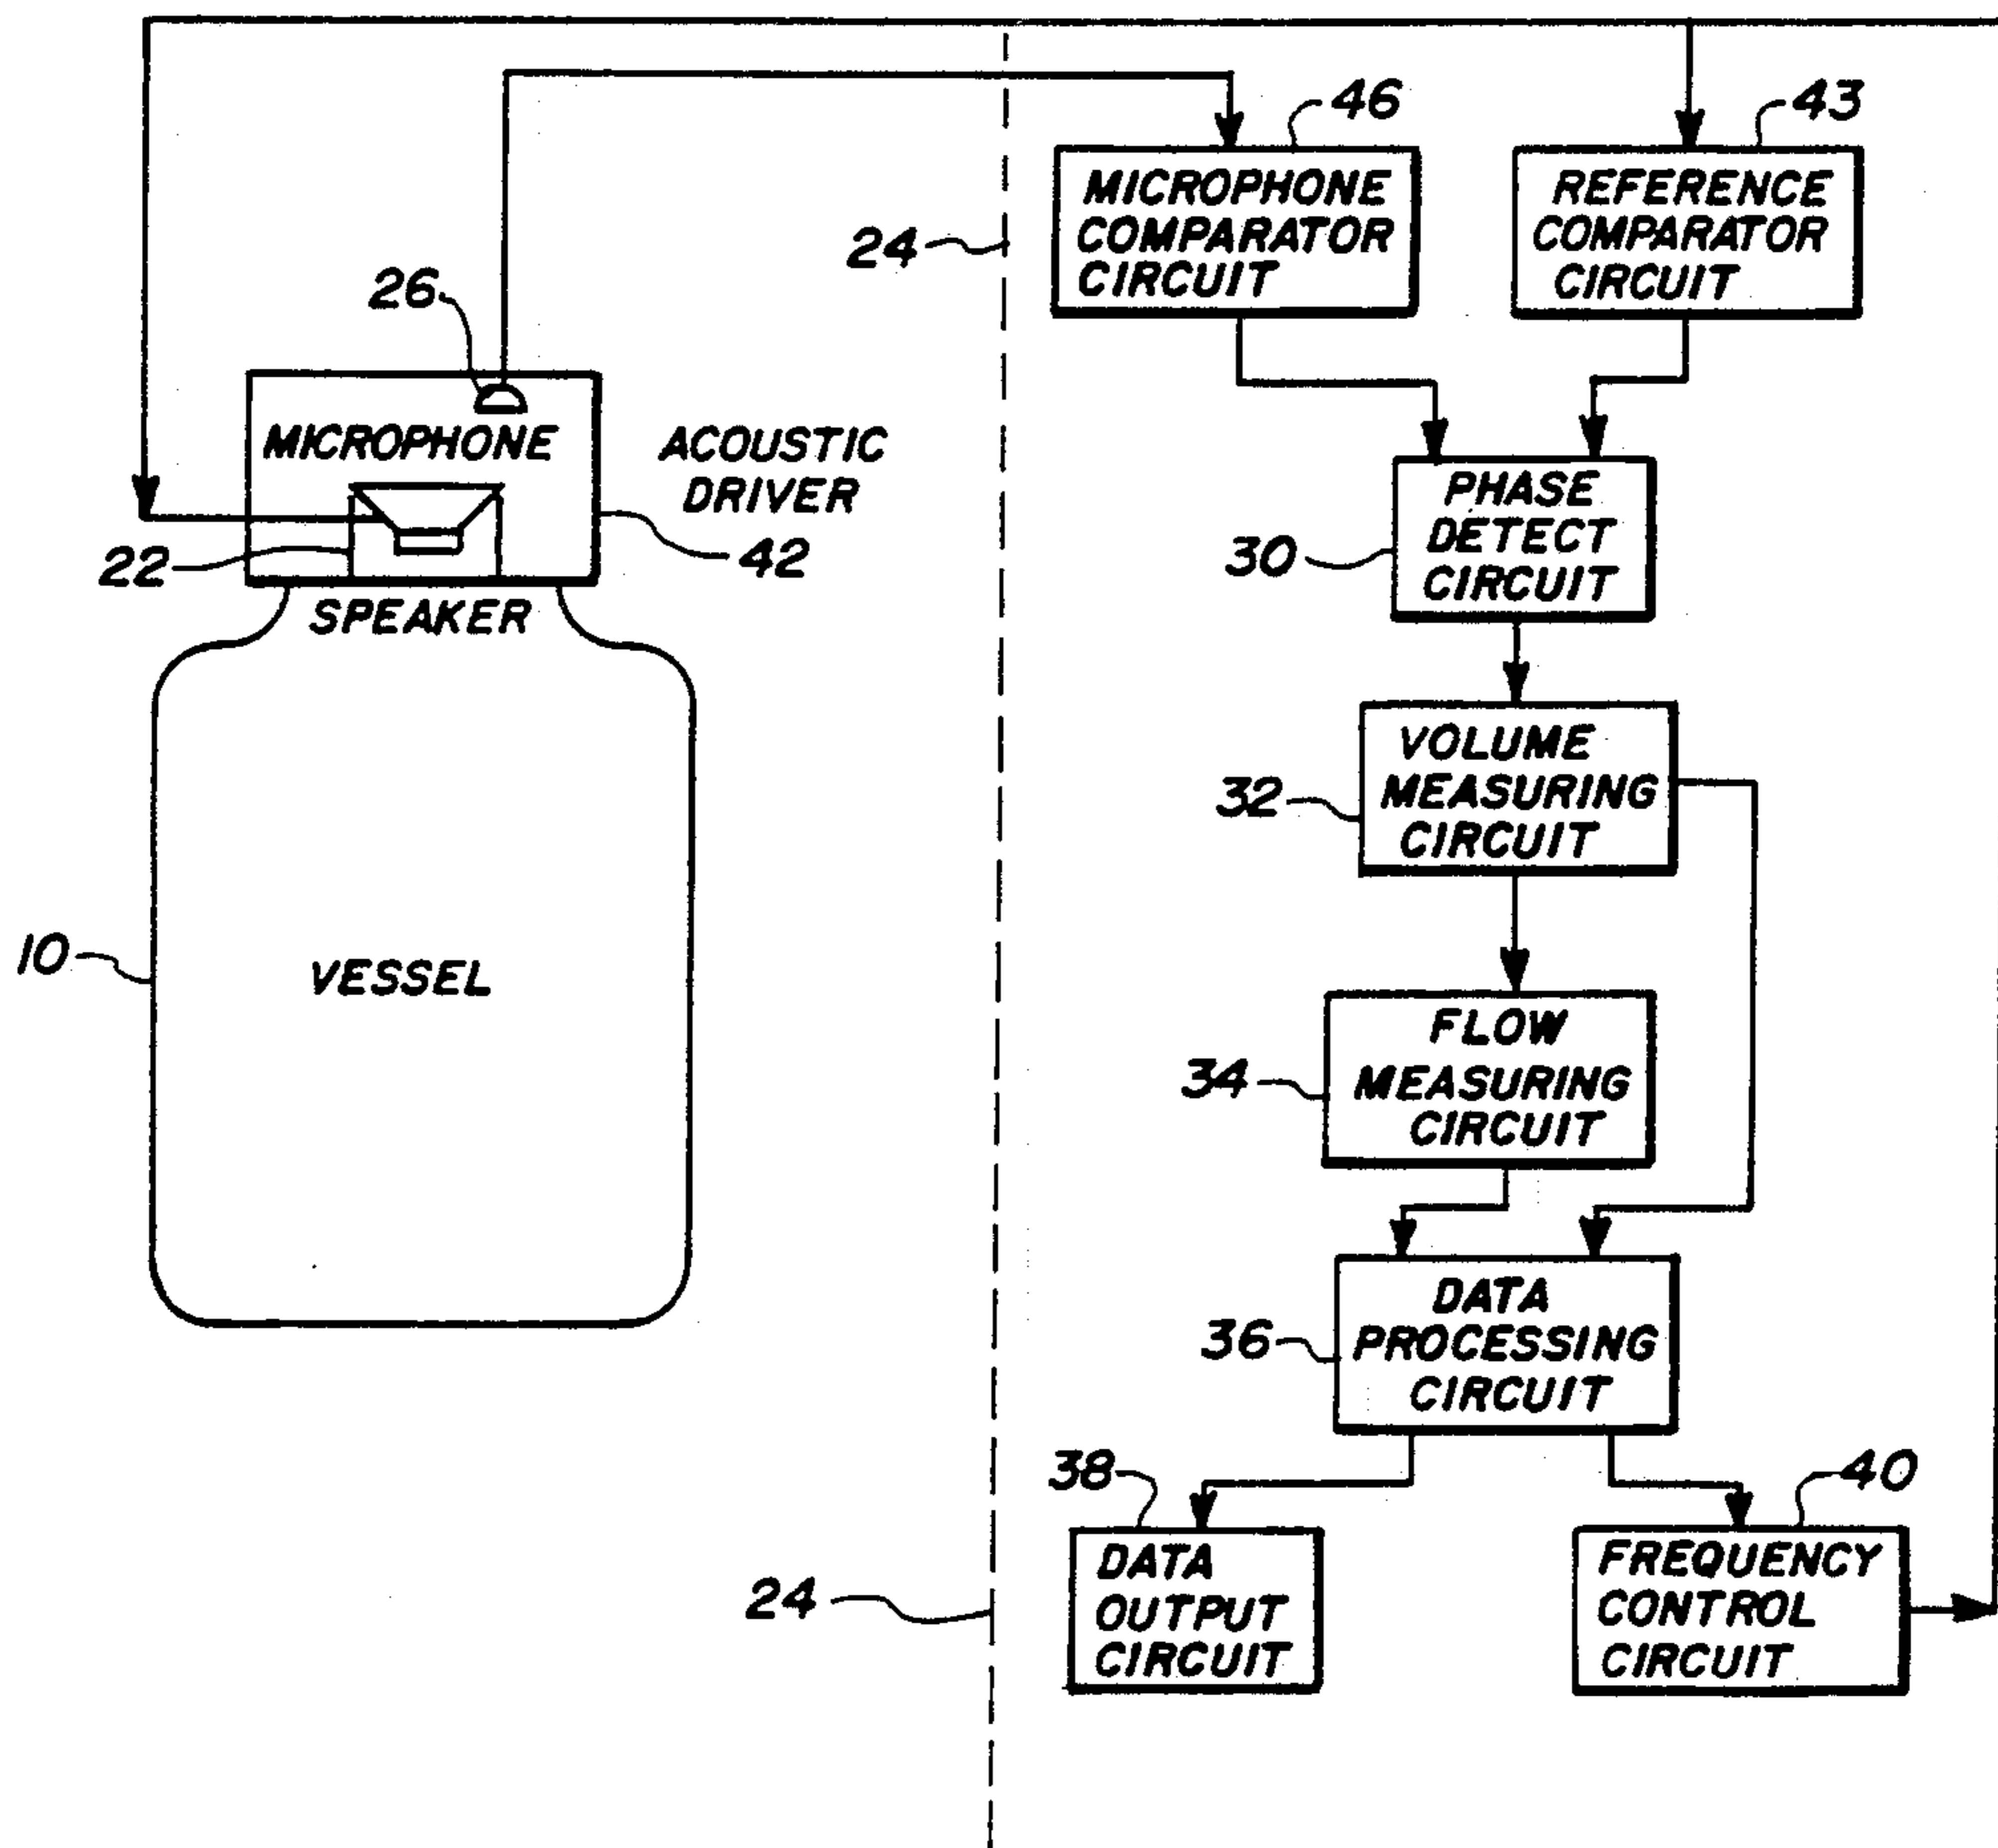 46
43
MICROPHONE
COMPARATOR
CIRCUIT
REFERENCE
COMPARATOR
CIRCUIT
24
26
MICROPHONE
ACOUSTIC
DRIVER
22
42
SPEAKER
PHASE
DETECT
CIRCUIT
30
VOLUME
MEASURING
CIRCUIT
32
10
VESSEL
FLOW
MEASURING
CIRCUIT
34
DATA
PROCESSING
CIRCUIT
36
38
40
DATA
OUTPUT
CIRCUIT
FREQUENCY
CONTROL
CIRCUIT
24